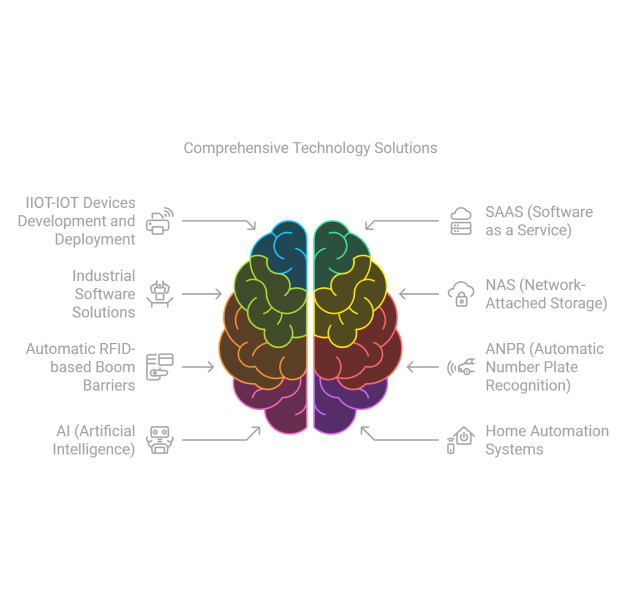 Comprehensive Technology Solutions
IIOT-IOT Devices
Development and
Deployment
Industrial
Software
Solutions
Automatic RFID-
based Boom
Barriers
AI (Artificial
Intelligence)
SAAS (Software
as a Service)
NAS (Network-
Attached Storage)
ANPR (Automatic
Number Plate
Recognition)
Home Automation
Systems